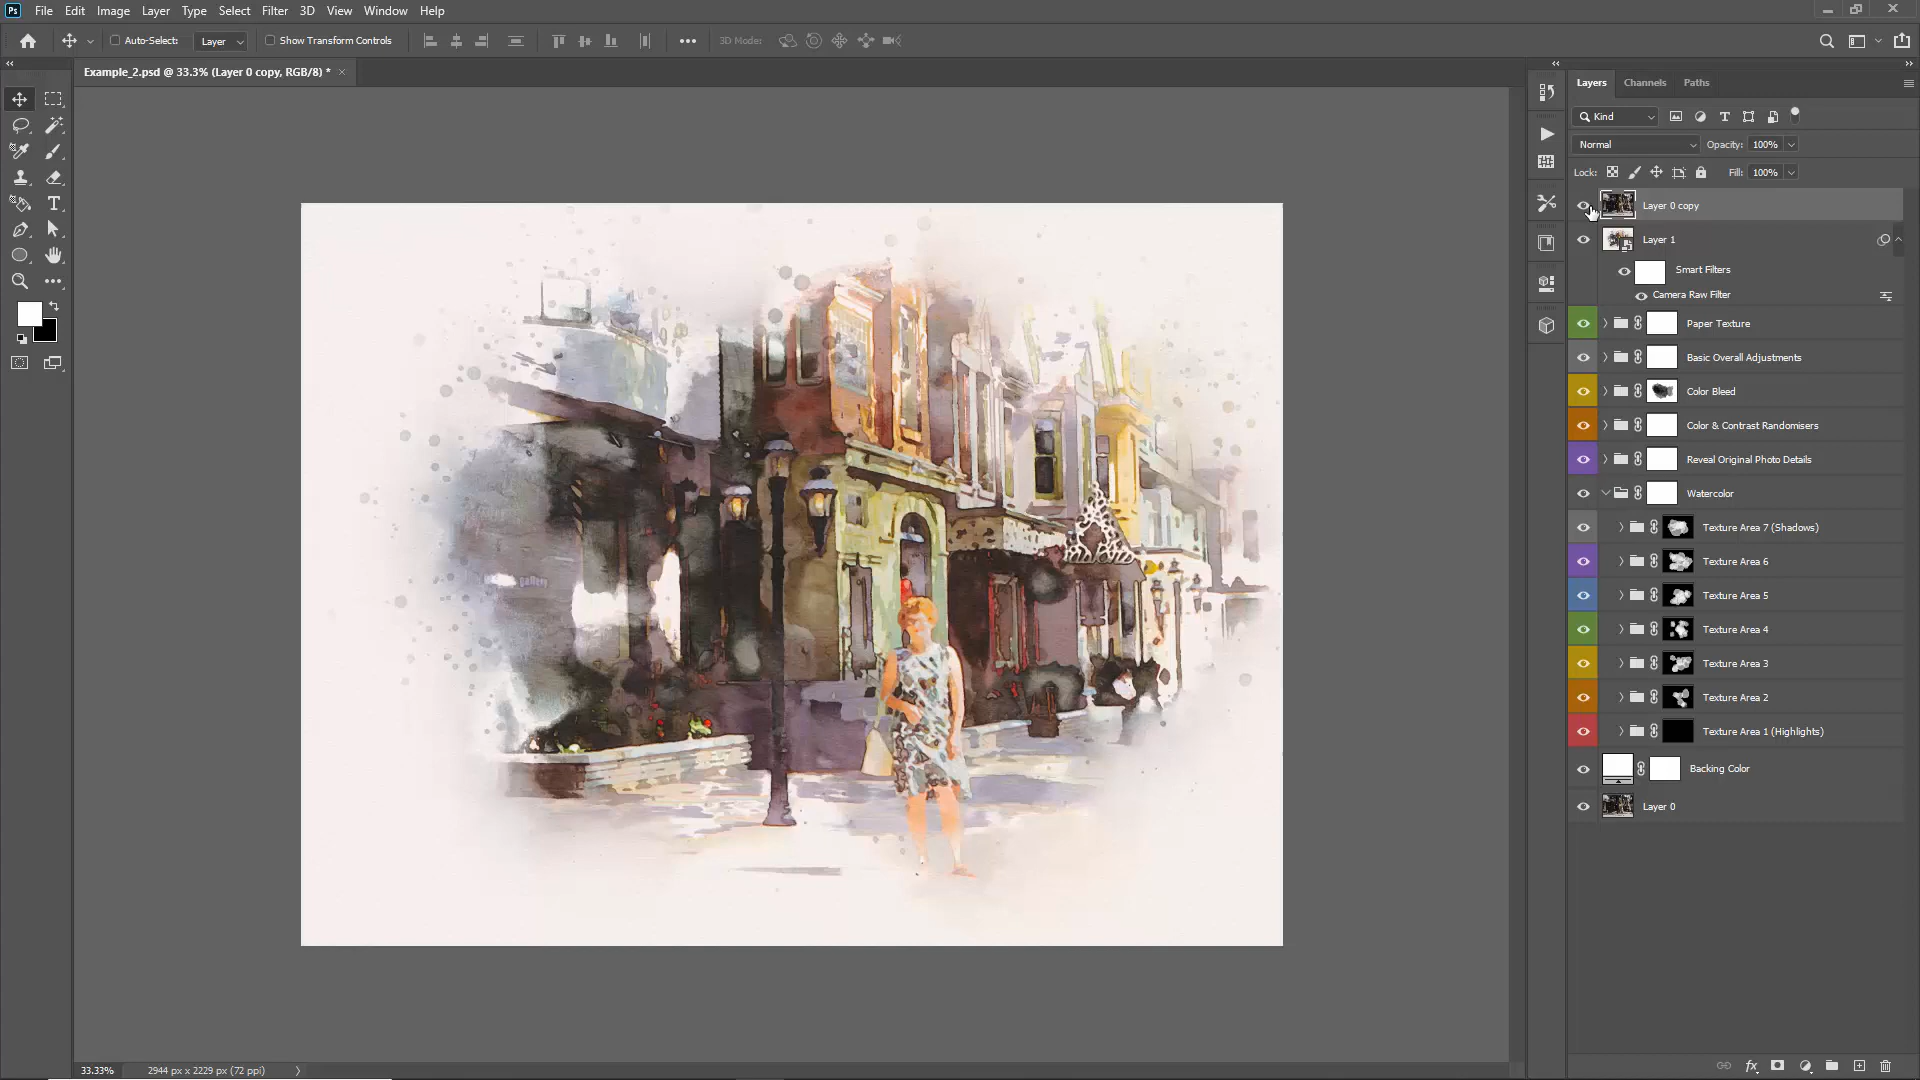 Ps File Edit Image Layer Type Select Filter 3D View Window Help
Auto-Select: Layer Show Transform Controls 3D Mode:
Example_2.psd @ 33.3% (Layer 0 copy, RGB/8) *
Layers Channels Paths
Kind
Normal Opacity: 100%
Lock: Fill: 100%
Layer 0 copy
Layer 1
Smart Filters
Camera Raw Filter
Paper Texture
Basic Overall Adjustments
Color Bleed
Color & Contrast Randomisers
Reveal Original Photo Details
Watercolor
Texture Area 7 (Shadows)
Texture Area 6
Texture Area 5
Texture Area 4
Texture Area 3
Texture Area 2
Texture Area 1 (Highlights)
Backing Color
Layer 0
Gallery
33.33% 2944 px x 2229 px (72 ppi)
fx